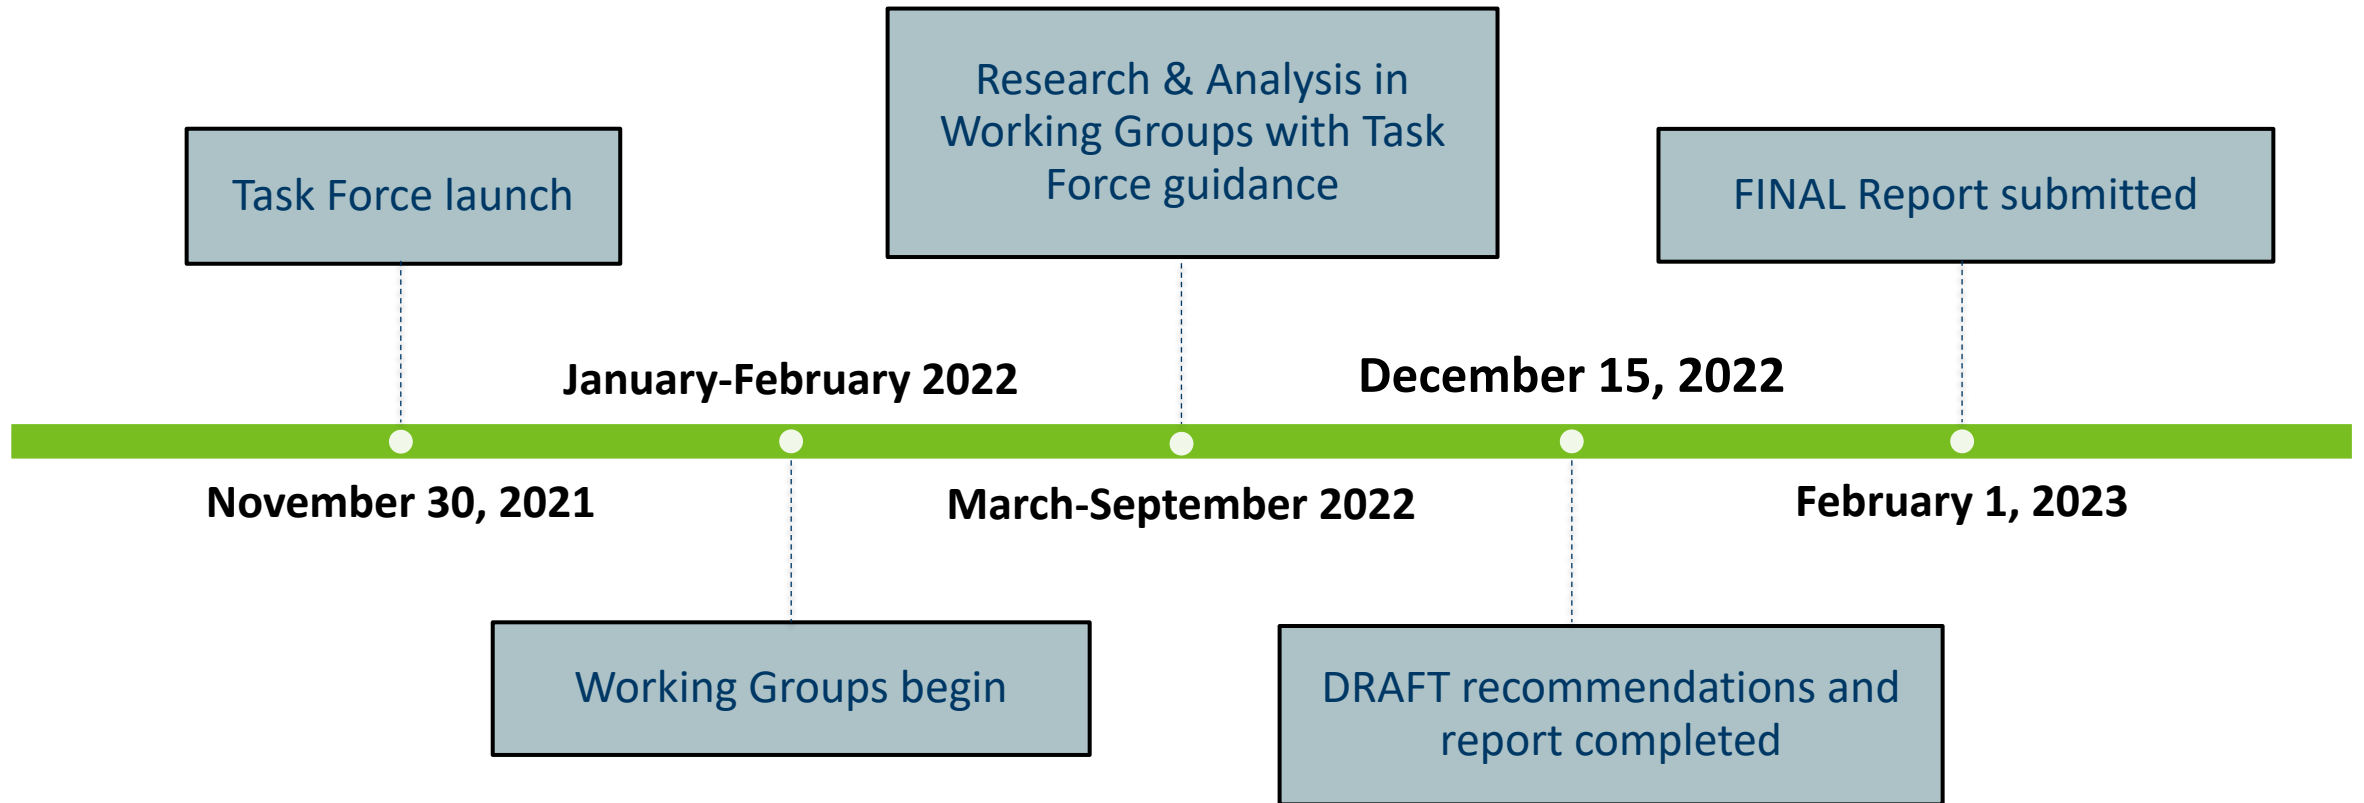 Research & Analysis in
Working Groups with Task
Force guidance
Task Force launch
FINAL Report submitted
January-February 2022
December 15, 2022
November 30, 2021
March-September 2022
February 1, 2023
Working Groups begin
DRAFT recommendations and
report completed